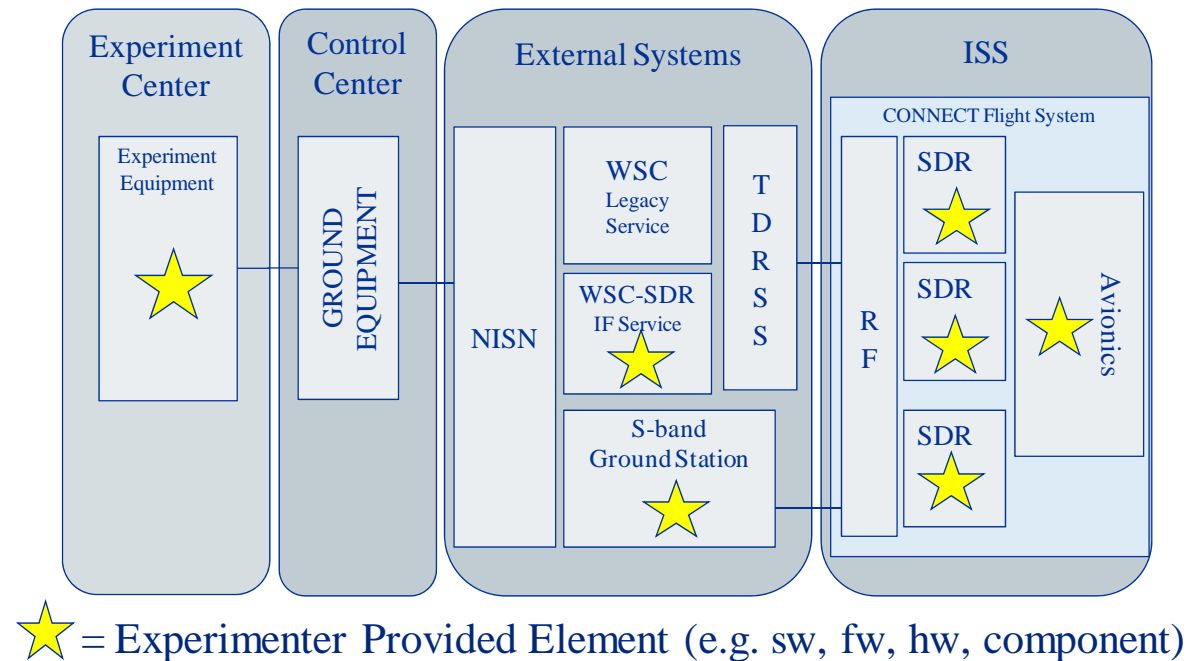 Experiment
Center
Experiment
Equipment
Control
Center
GROUND
EQUIPMENT
External Systems
NISN
WSC
Legacy
Service
WSC-SDR
IF Service
S-band
Ground Station
T
D
R
S
S
ISS
CONNECT Flight System
R
F
SDR
SDR
SDR
Avionics
= Experimenter Provided Element (e.g. sw, fw, hw, component)